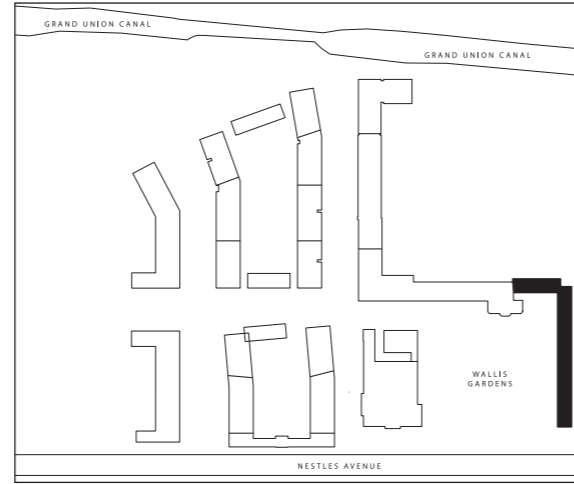 GRAND UNION CANAL
GRAND UNION CANAL
WALLIS
GARDENS
NESTLES AVENUE